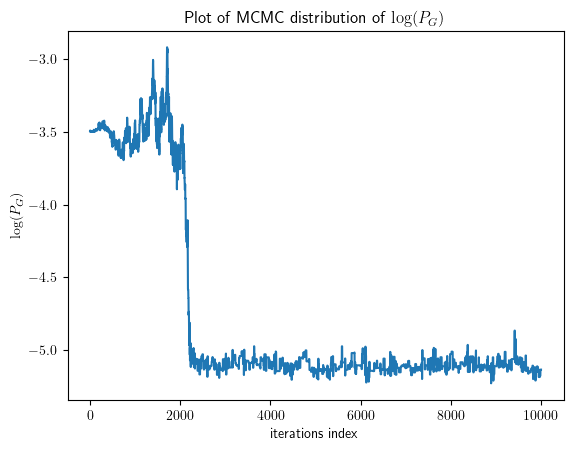 Plot of MCMC distribution of log(P_G)
log(P_G)
−3.0
−3.5
−4.0
−4.5
−5.0
0 2000 4000 6000 8000 10000
iterations index